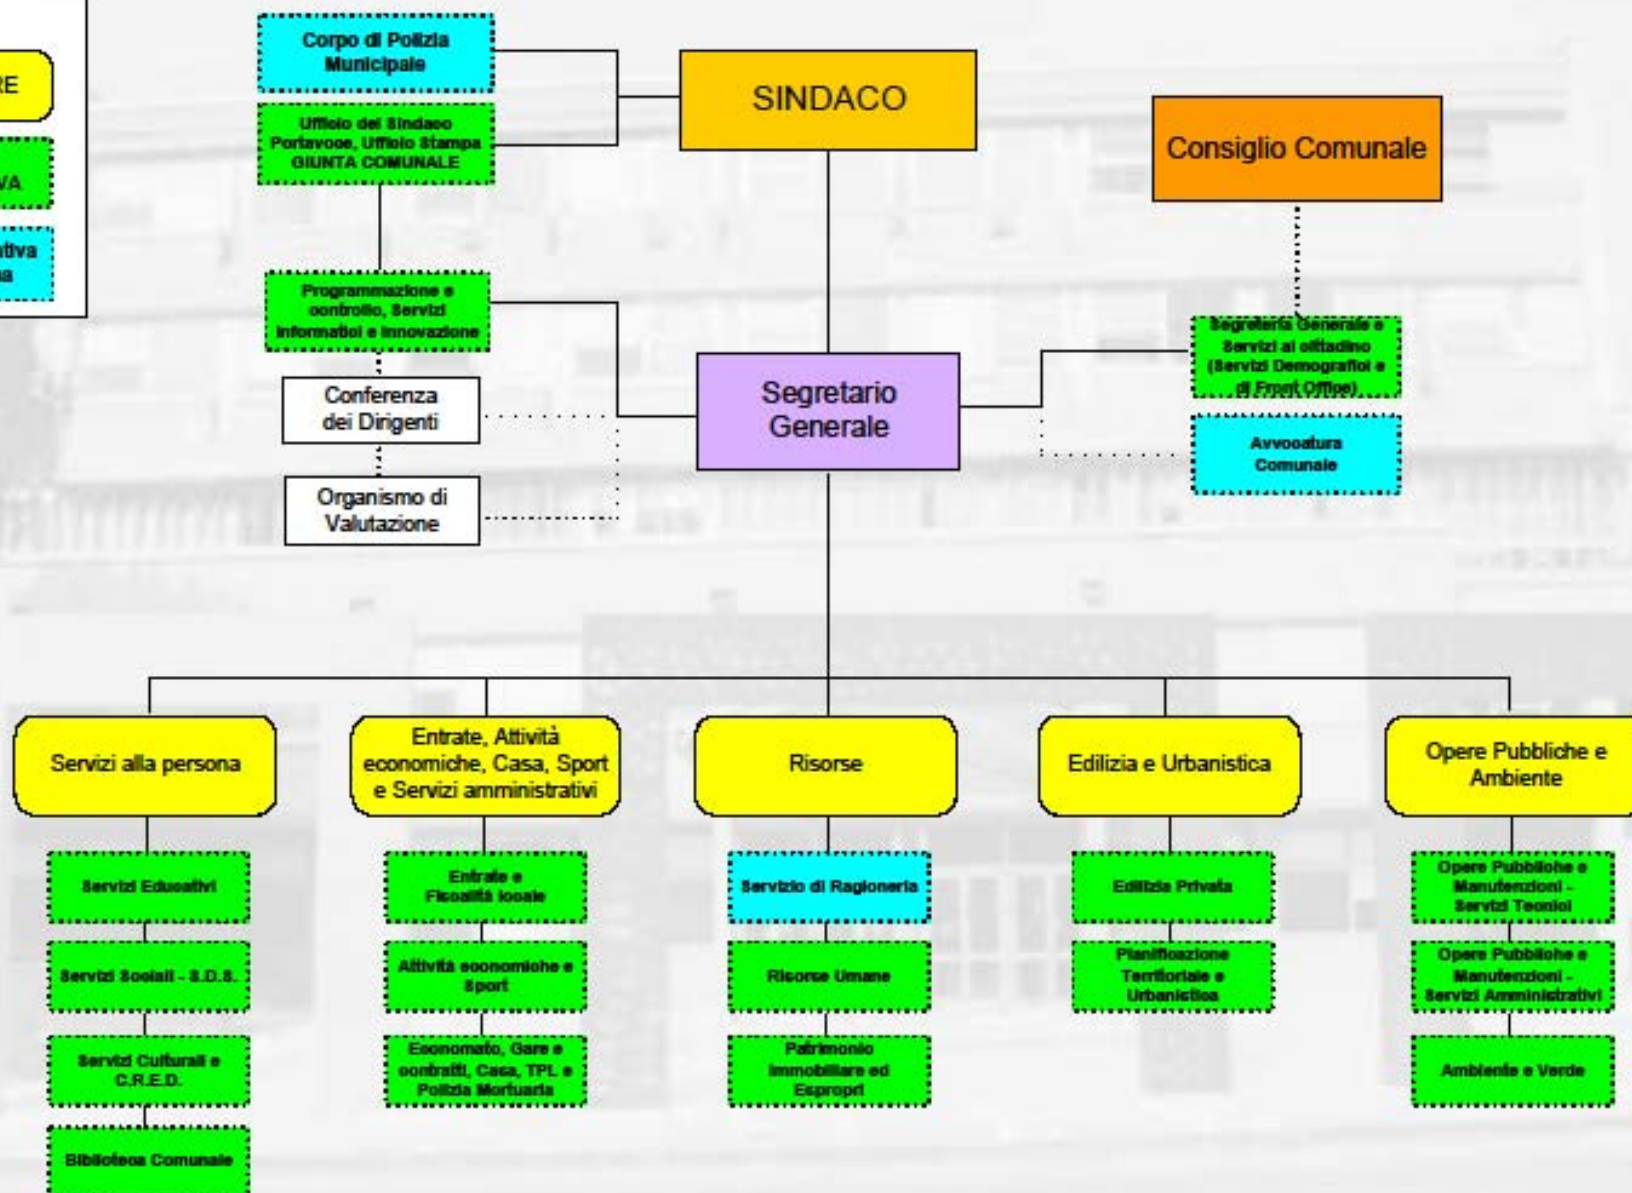 RE
VA
Corpo di Polizia
Municipale
Ufficio del Sindaco
Portavoce, Ufficio Stampa
GIUNTA COMUNALE
SINDACO
Consiglio Comunale
Programmazione e
controllo, Servizi
Informatici e Innovazione
Conferenza
dei Dirigenti
Organismo di
Valutazione
Segretario
Generale
Segreteria Generale e
Servizi al cittadino
(Servizi Demografici e
di Front Office)
Avvocatura
Comunale
Servizi alla persona
Entrate, Attività
economiche, Casa, Sport
e Servizi amministrativi
Risorse
Edilizia e Urbanistica
Opere Pubbliche e
Ambiente
Servizi Educativi
Servizi Sociali - S.D.S.
Servizi Culturali e
C.R.E.D.
Biblioteca Comunale
Entrate e
Fiscalità locale
Attività economiche e
Sport
Economato, Gare e
contratti, Casa, TPL e
Polizia Mortuaria
Servizio di Ragioneria
Risorse Umane
Patrimonio
Immobiliare ed
Espropri
Edilizia Privata
Pianificazione
Territoriale e
Urbanistica
Opere Pubbliche e
Manutenzioni -
Servizi Tecnici
Opere Pubbliche e
Manutenzioni -
Servizi Amministrativi
Ambiente e Verde